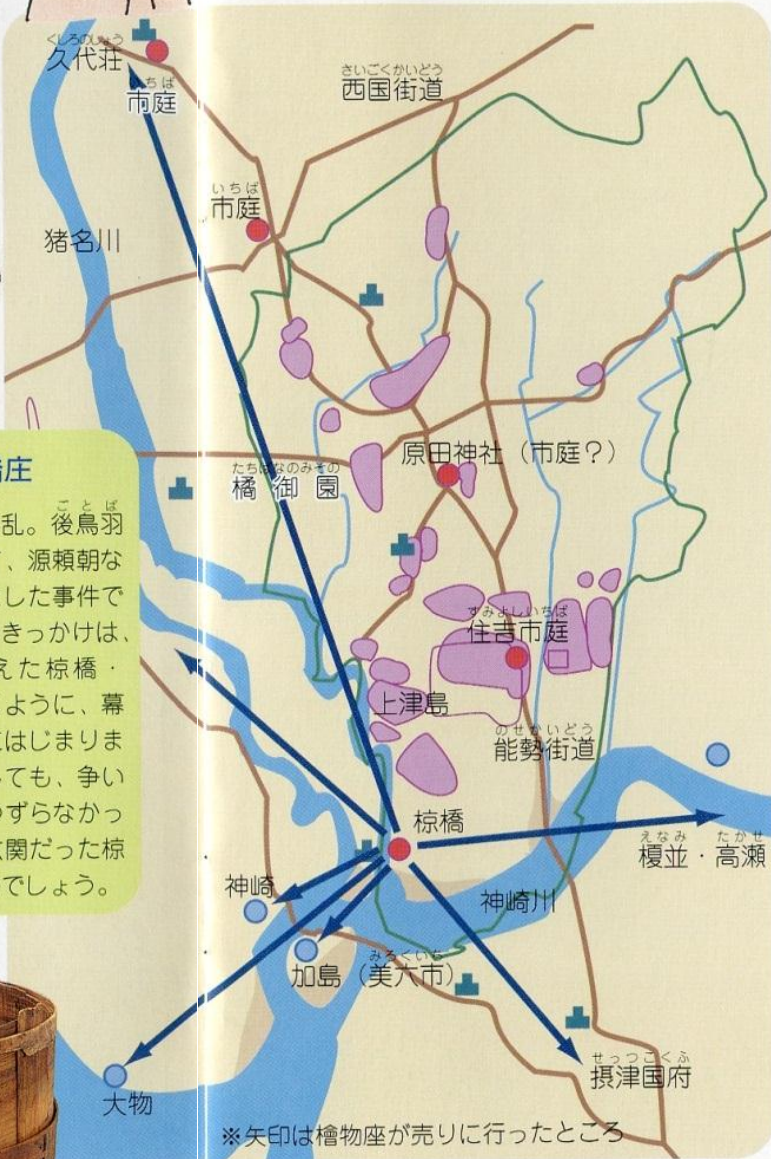 くしろのしょう
久代荘
いちば
市庭
さいごくかいどう
西国街道
いちば
市庭
猪名川
原田神社（市庭？）
たちばなのみその
橘御園
すみよしいちば
住吉市庭
上津島
のせかいどう
能勢街道
椋橋
えなみ たかせ
榎並・高瀬
神崎
神崎川
みろくいち
加島（美六市）
せっつこくふ
摂津国府
大物
※矢印は檜物座が売りに行ったところ
庄
ごとば
乱。後鳥羽
、源頼朝な
した事件で
きっかけは、
えた椋橋・
ように、幕
はじまりま
ても、争い
ずらなかっ
関だった椋
でしょう。